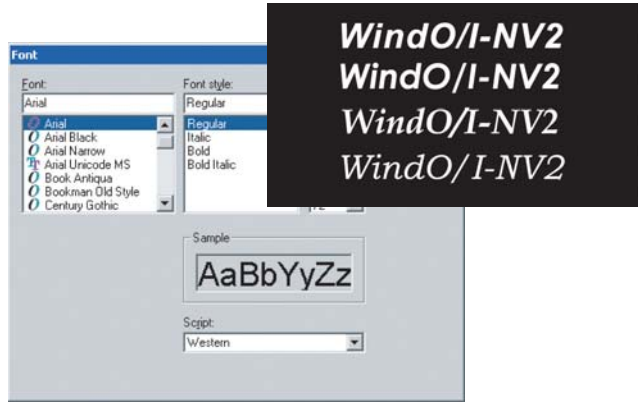 WindO/I-NV2
WindO/I-NV2
WindO/I-NV2
WindO/I-NV2
Font
Font:
Font style:
Arial
Regular
Arial
Arial Black
Arial Narrow
Arial Unicode MS
Book Antiqua
Bookman Old Style
Century Gothic
Regular
Italic
Bold
Bold Italic
Sample
AaBbYyZz
Script:
Western